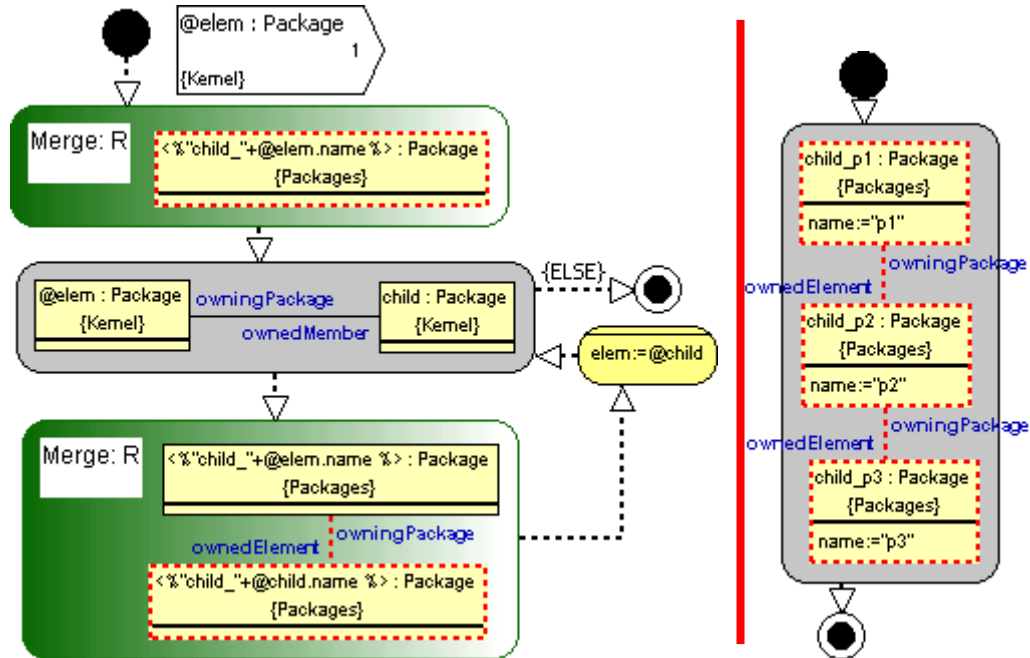 @elem : Package
1
{Kernel}
Merge: R
<%"child_"+@elem.name %> : Package
{Packages}
@elem : Package
{Kernel}
owningPackage
ownedMember
child : Package
{Kernel}
{ELSE}
elem:= @child
Merge: R
<%"child_"+@elem.name %> : Package
{Packages}
ownedElement
owningPackage
<%"child_"+@child.name %> : Package
{Packages}
child_p1 : Package
{Packages}
name:="p1"
owningPackage
ownedElement
child_p2 : Package
{Packages}
name:="p2"
owningPackage
ownedElement
child_p3 : Package
{Packages}
name:="p3"